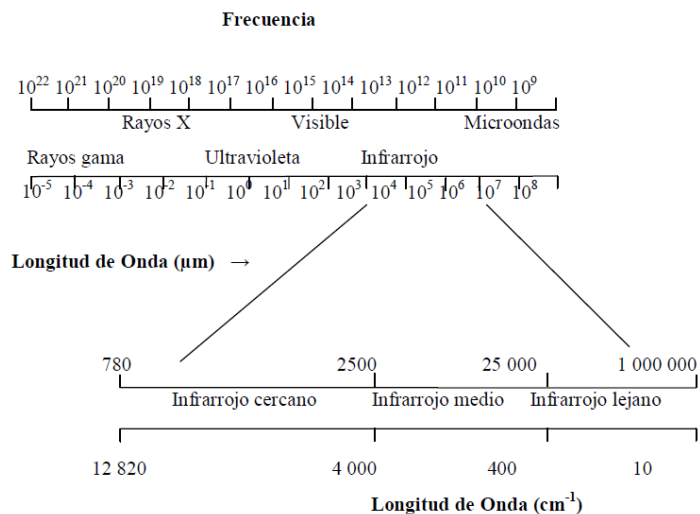 Frecuencia
10²² 10²¹ 10²⁰ 10¹⁹ 10¹⁸ 10¹⁷ 10¹⁶ 10¹⁵ 10¹⁴ 10¹³ 10¹² 10¹¹ 10¹⁰ 10⁹
Rayos X Visible Microondas
Rayos gama Ultravioleta Infrarrojo
10⁻⁵ 10⁻⁴ 10⁻³ 10⁻² 10⁻¹ 10⁰ 10¹ 10² 10³ 10⁴ 10⁵ 10⁶ 10⁷ 10⁸
Longitud de Onda (µm) →
780 2500 25 000 1 000 000
Infrarrojo cercano Infrarrojo medio Infrarrojo lejano
12 820 4 000 400 10
Longitud de Onda (cm⁻¹)